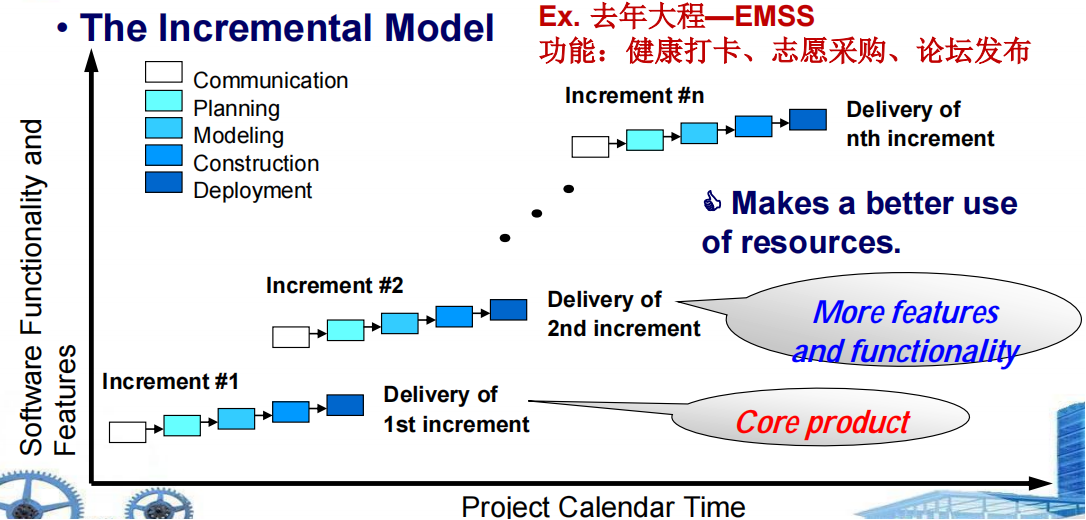 • The Incremental Model
Ex. 去年大程—EMSS
功能：健康打卡、志愿采购、论坛发布
Communication
Planning
Modeling
Construction
Deployment
Increment #n
Delivery of
nth increment
Makes a better use
of resources.
Increment #2
Delivery of
2nd increment
More features
and functionality
Increment #1
Delivery of
1st increment
Core product
Software Functionality and
Features
Project Calendar Time